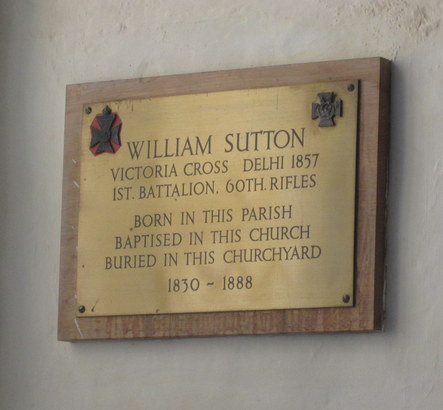 WILLIAM SUTTON
VICTORIA CROSS DELHI 1857
1ST. BATTALION. 60TH. RIFLES
BORN IN THIS PARISH
BAPTISED IN THIS CHURCH
BURIED IN THIS CHURCHYARD
1830 ~ 1888